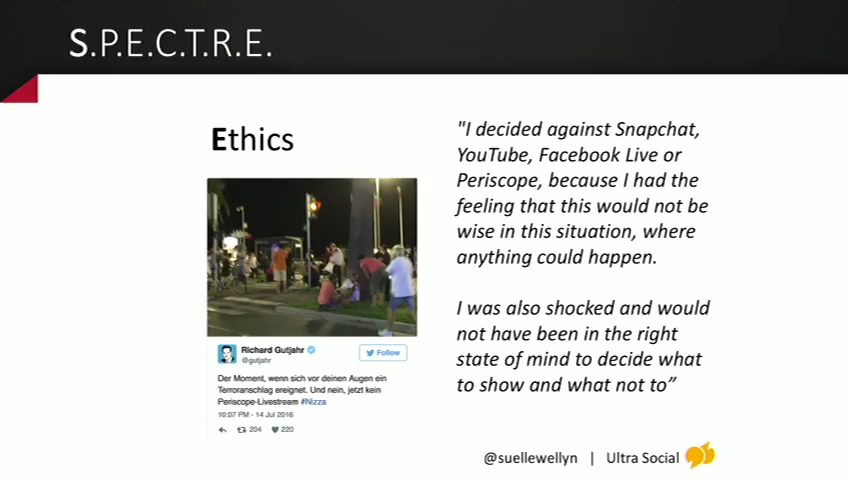 S.P.E.C.T.R.E.
Ethics
"I decided against Snapchat,
YouTube, Facebook Live or
Periscope, because I had the
feeling that this would not be
wise in this situation, where
anything could happen.
I was also shocked and would
not have been in the right
state of mind to decide what
to show and what not to”
Richard Gutjahr
@gutjahr
Follow
Der Moment, wenn sich vor deinen Augen ein
Terroranschlag ereignet. Und nein, jetzt kein
Periscope-Livestream #Nizza
10:07 PM - 14 Jul 2016
204 220
@suellewellyn | Ultra Social